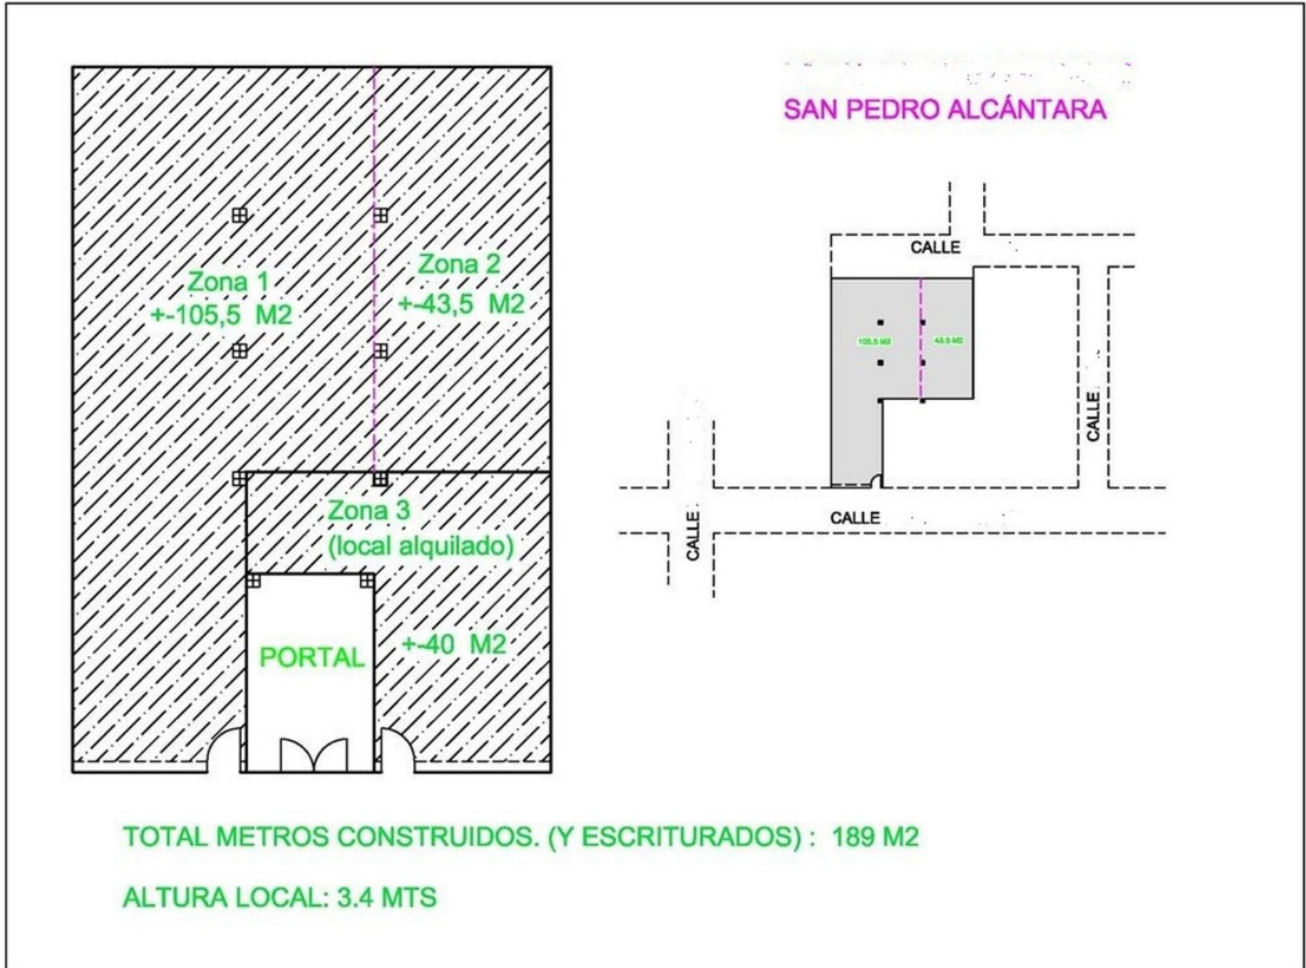 SAN PEDRO ALCÁNTARA
Zona 1
+-105,5 M2
Zona 2
+-43,5 M2
Zona 3
(local alquilado)
+-40 M2
PORTAL
CALLE
105.5 M2
43.5 M2
CALLE
CALLE
CALLE
TOTAL METROS CONSTRUIDOS. (Y ESCRITURADOS) : 189 M2
ALTURA LOCAL: 3.4 MTS